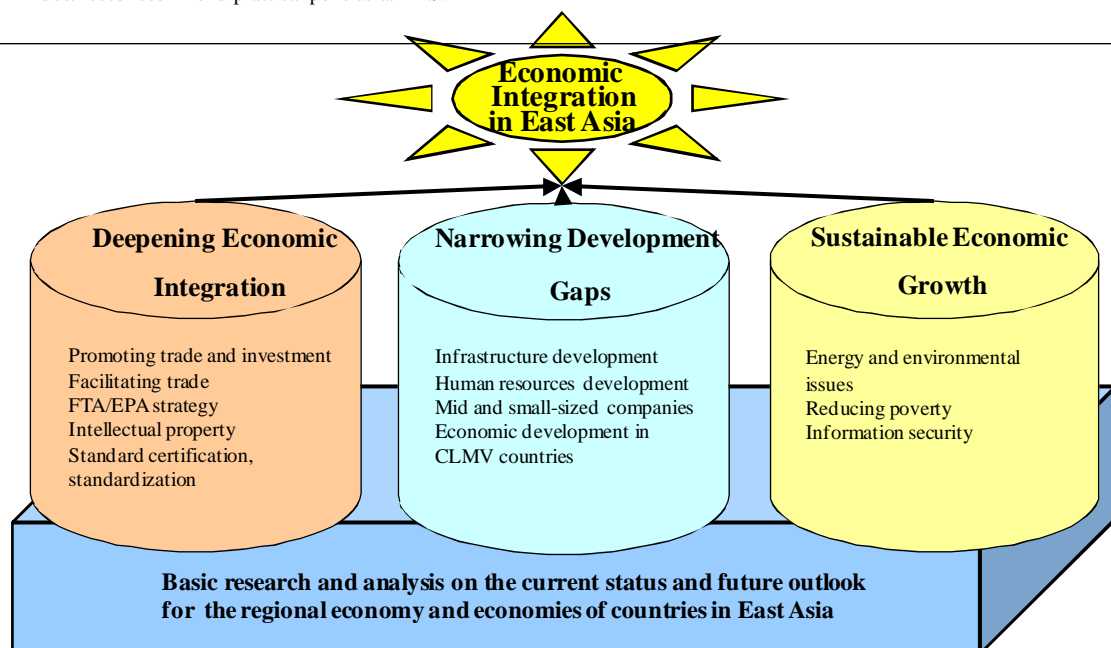 Economic
Integration
in East Asia
Deepening Economic
Integration
Promoting trade and investment
Facilitating trade
FTA/EPA strategy
Intellectual property
Standard certification,
standardization
Narrowing Development
Gaps
Infrastructure development
Human resources development
Mid and small-sized companies
Economic development in
CLMV countries
Sustainable Economic
Growth
Energy and environmental
issues
Reducing poverty
Information security
Basic research and analysis on the current status and future outlook
for the regional economy and economies of countries in East Asia